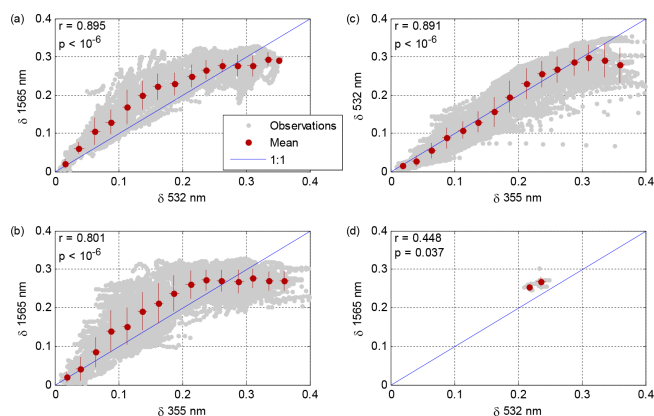 (a)
r = 0.895
p < 10⁻⁶
0.4
0.3
0.2
0.1
0
δ 1565 nm
0 0.1 0.2 0.3 0.4
δ 532 nm
Observations
Mean
1:1
(c)
r = 0.891
p < 10⁻⁶
0.4
0.3
0.2
0.1
0
δ 532 nm
0 0.1 0.2 0.3 0.4
δ 355 nm
(b)
r = 0.801
p < 10⁻⁶
0.4
0.3
0.2
0.1
0
δ 1565 nm
0 0.1 0.2 0.3 0.4
δ 355 nm
(d)
r = 0.448
p = 0.037
0.4
0.3
0.2
0.1
0
δ 1565 nm
0 0.1 0.2 0.3 0.4
δ 532 nm